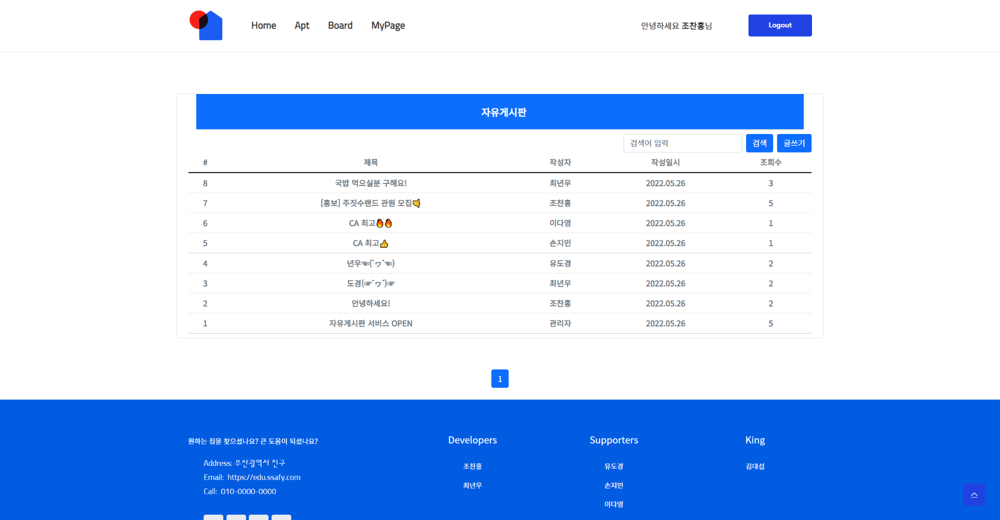 Home Apt Board MyPage 안녕하세요 조찬홍님 Logout
자유게시판
검색어 입력 검색 글쓰기
# 제목 작성자 작성일시 조회수
8 국밥 먹으실분 구해요! 최년우 2022.05.26 3
7 [홍보] 주짓수랜드 관원 모집🤙 조찬홍 2022.05.26 5
6 CA 최고🔥🔥 이다영 2022.05.26 1
5 CA 최고👍 손지민 2022.05.26 1
4 년우☜(ﾟヮﾟ☜) 유도경 2022.05.26 2
3 도경(☞ﾟヮﾟ)☞ 최년우 2022.05.26 2
2 안녕하세요! 조찬홍 2022.05.26 2
1 자유게시판 서비스 OPEN 관리자 2022.05.26 5
1
원하는 집을 찾으셨나요? 큰 도움이 되셨나요?
Address: 부산광역시 진구
Email: https://edu.ssafy.com
Call: 010-0000-0000
Developers
조찬홍
최년우
Supporters
유도경
손지민
이다영
King
김대섭